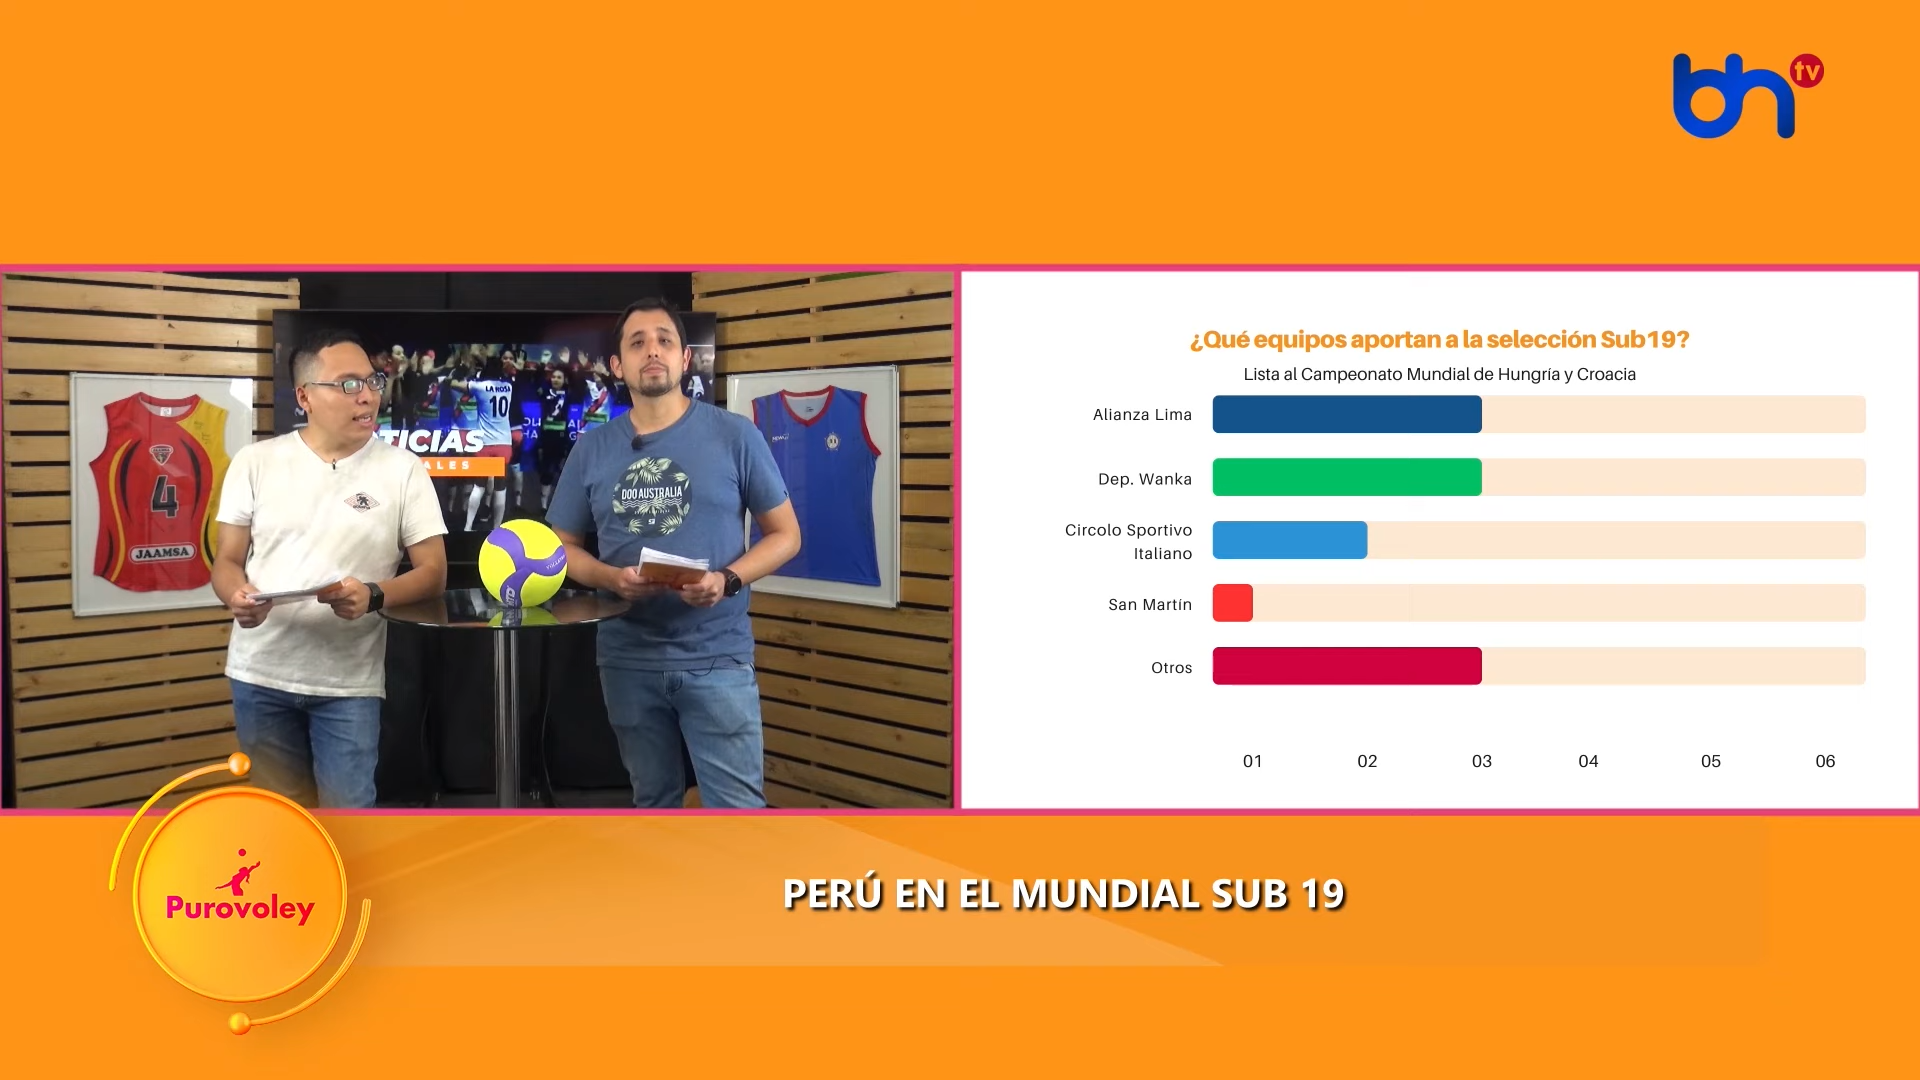 bh
tv
¿Qué equipos aportan a la selección Sub19?
Lista al Campeonato Mundial de Hungría y Croacia
Alianza Lima
Dep. Wanka
Circolo Sportivo
Italiano
San Martín
Otros
01 02 03 04 05 06
LA ROSA
10
TICIAS
ALES
4
JAAMSA
DOO AUSTRALIA
PERÚ EN EL MUNDIAL SUB 19
Purovoley